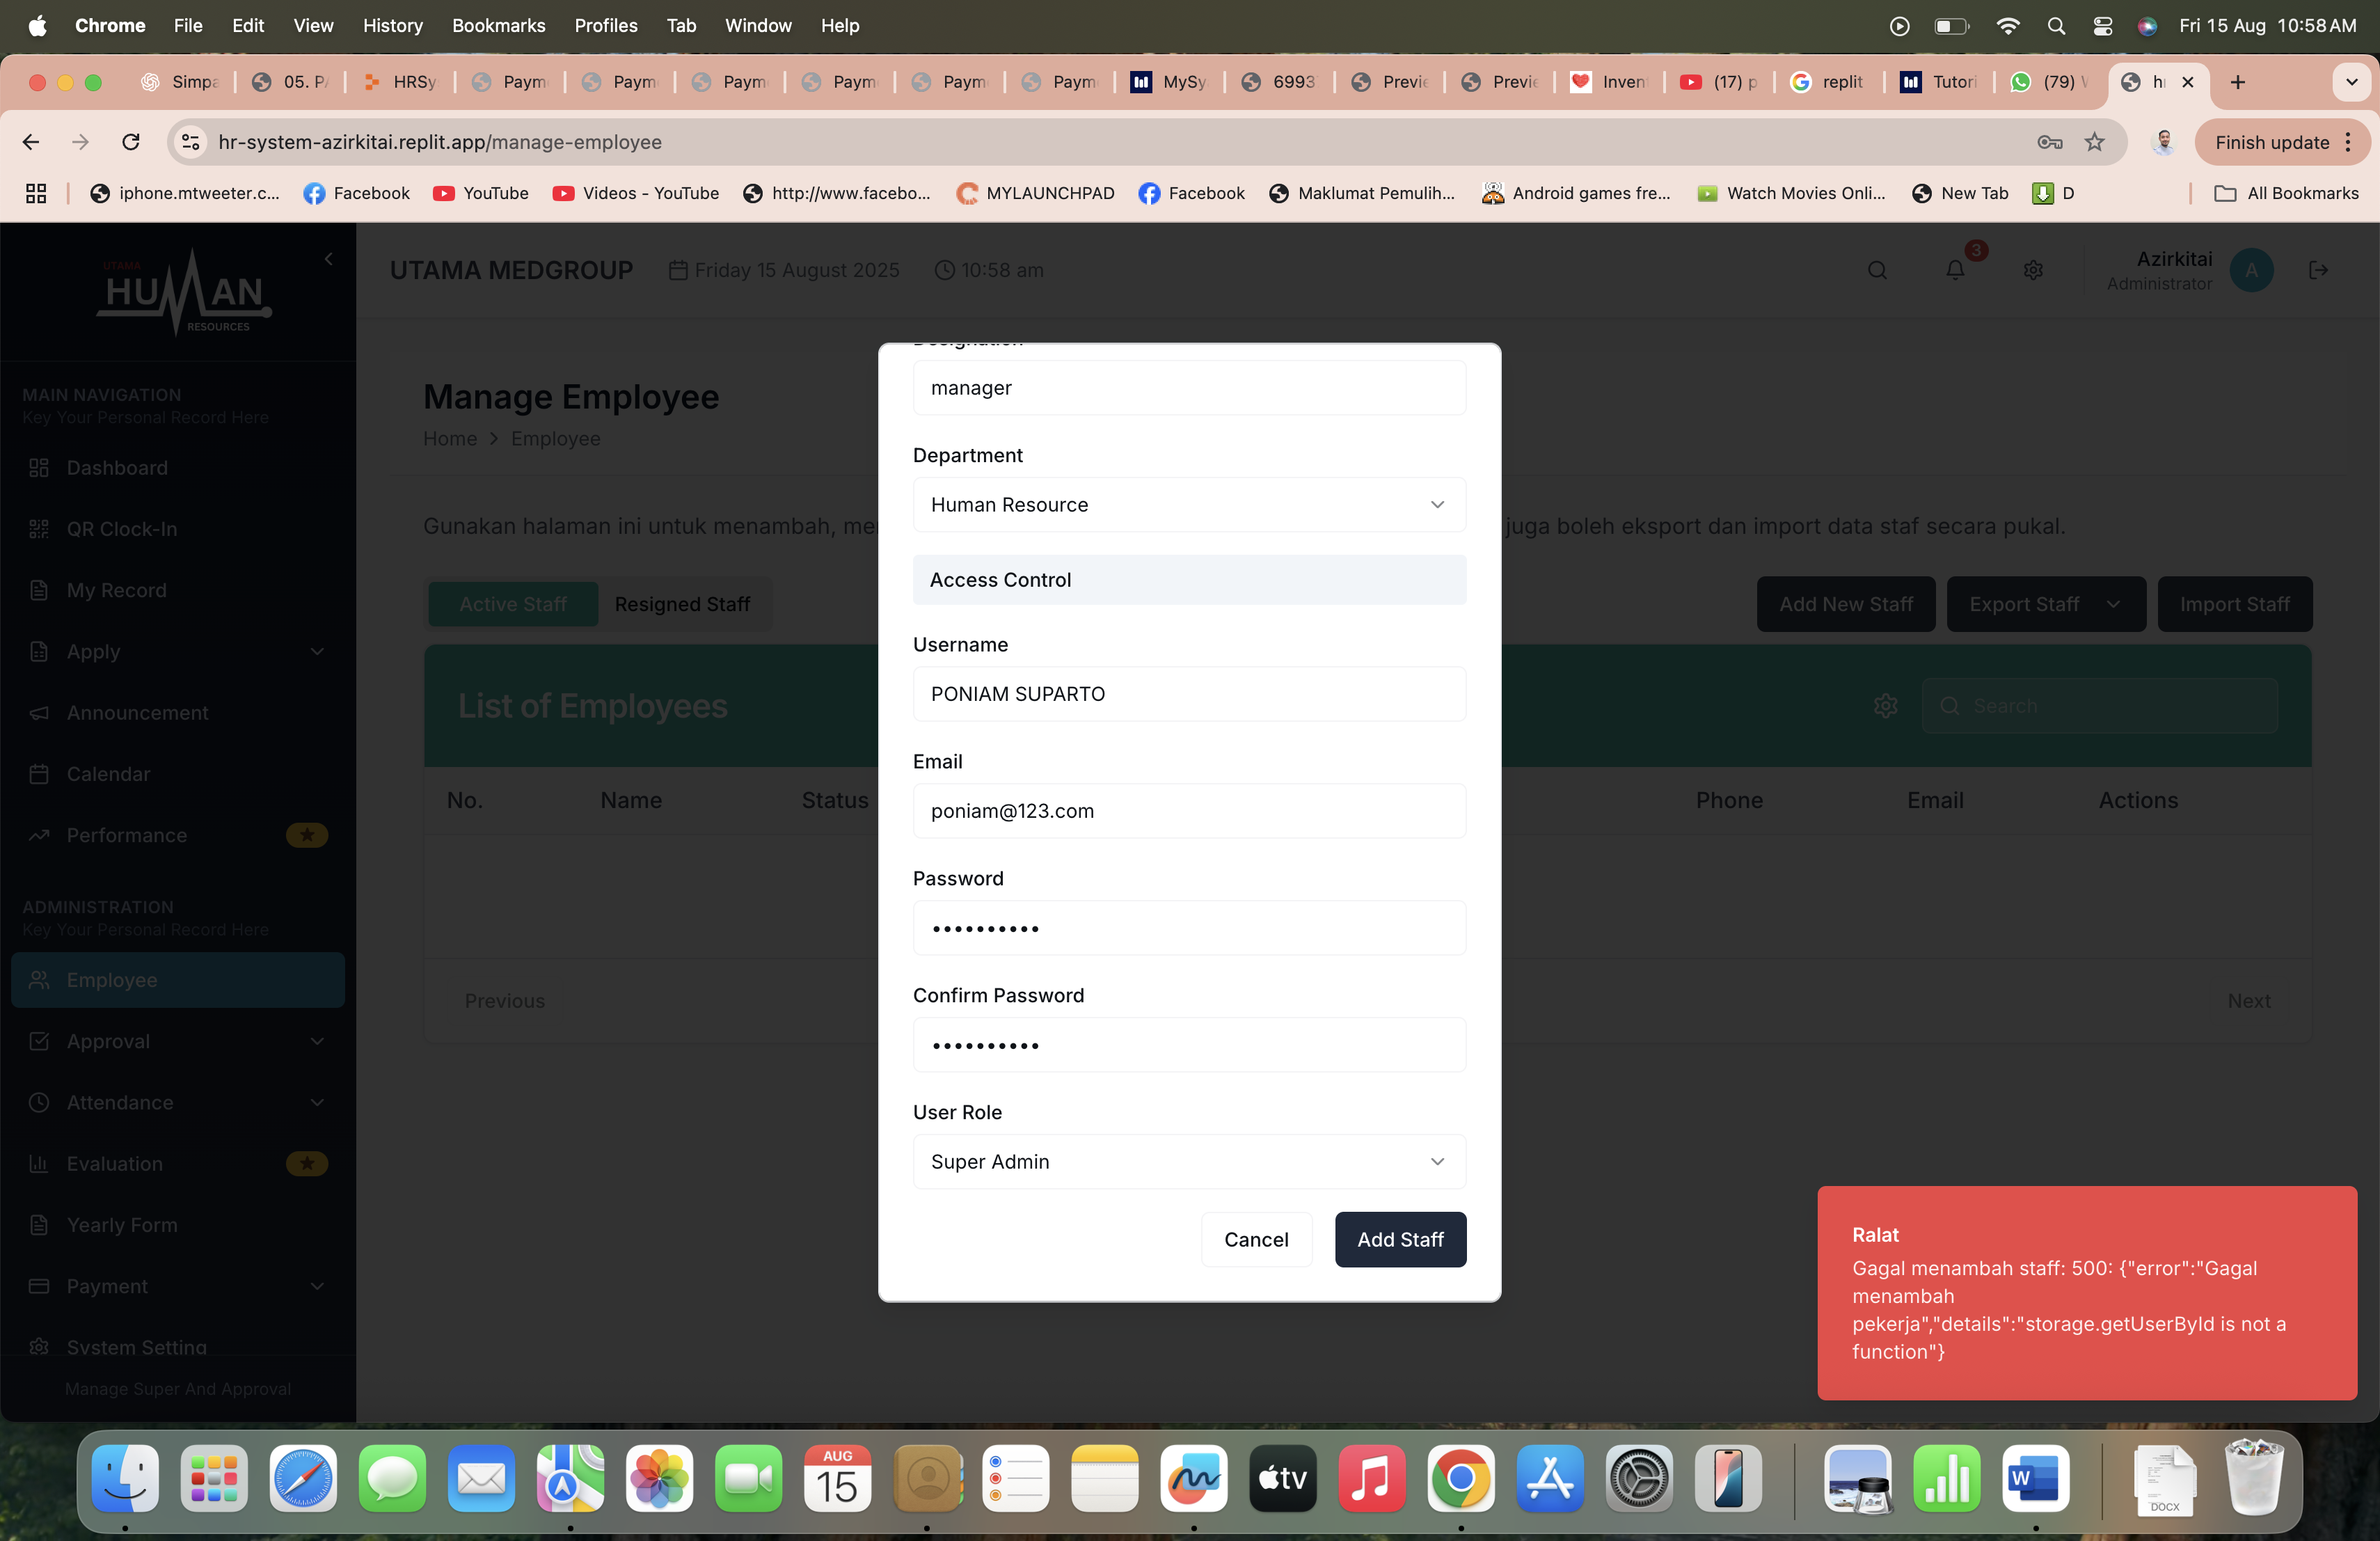 Chrome File Edit View History Bookmarks Profiles Tab Window Help Fri 15 Aug 10:58 AM
Simpa 05. P HRSy Paym Paym Paym Paym Paym Paym MySy 6993 Previe Previe Inven (17) p replit Tutori (79) h
hr-system-azirkitai.replit.app/manage-employee Finish update
iphone.mtweeter.c... Facebook YouTube Videos - YouTube http://www.facebo... MYLAUNCHPAD Facebook Maklumat Pemulih... Android games fre... Watch Movies Onli... New Tab D All Bookmarks
UTAMA
HUMAN
RESOURCES
UTAMA MEDGROUP Friday 15 August 2025 10:58 am 3 Azirkitai
Administrator
A
MAIN NAVIGATION
Key Your Personal Record Here
Dashboard
QR Clock-In
My Record
Apply
Announcement
Calendar
Performance
ADMINISTRATION
Key Your Personal Record Here
Employee
Approval
Attendance
Evaluation
Yearly Form
Payment
System Setting
Manage Super And Approval
Manage Employee
Home > Employee
Gunakan halaman ini untuk menambah, juga boleh eksport dan import data staf secara pukal.
Active Staff Resigned Staff Add New Staff Export Staff Import Staff
List of Employees Search
No. Name Status Phone Email Actions
Previous Next
Designation
manager
Department
Human Resource
Access Control
Username
PONIAM SUPARTO
Email
poniam@123.com
Password
••••••••••
Confirm Password
••••••••••
User Role
Super Admin
Cancel Add Staff
Ralat
Gagal menambah staff: 500: {"error":"Gagal
menambah
pekerja","details":"storage.getUserById is not a
function"}
AUG
15
tv
W
DOCX